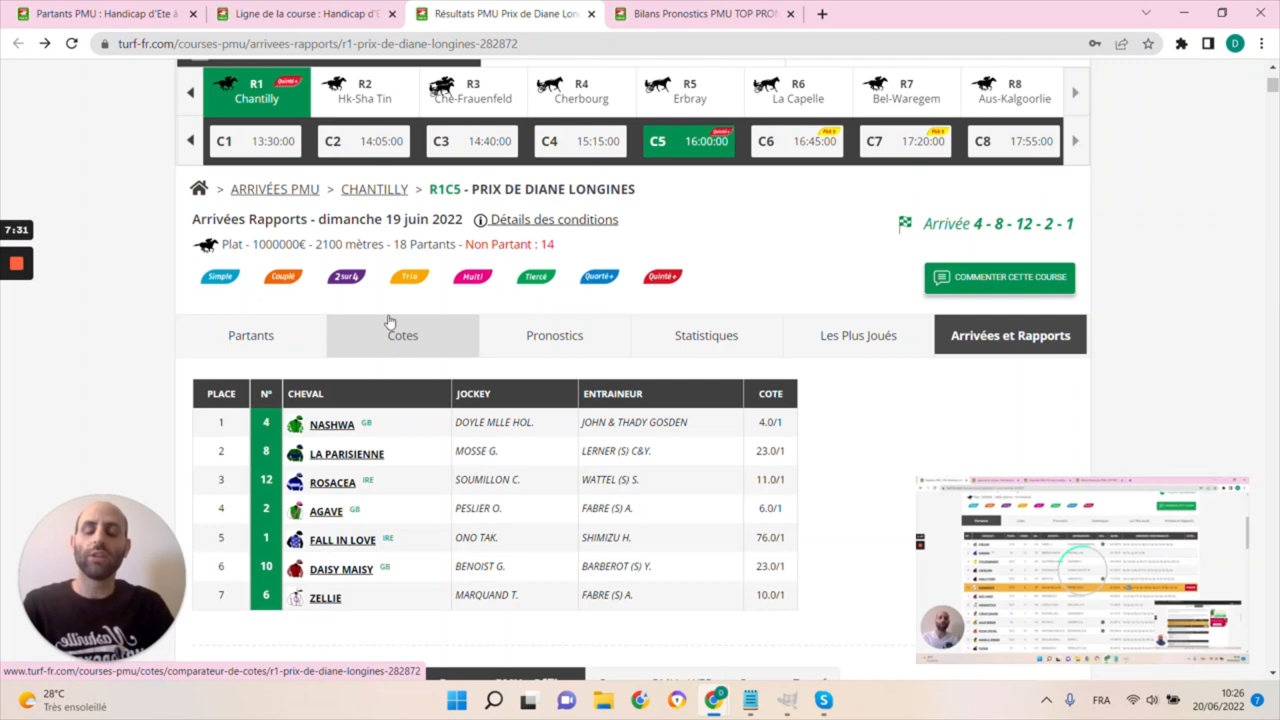 Partants PMU : Handicap d'Ete à
Ligne de la course : Handicap d'E
Résultats PMU Prix de Diane Lon
Bilans Pronostics PMU TOP PRO
turf-fr.com/courses-pmu/arrivees-rapports/r1-prix-de-diane-longines-282872
D
R1
Chantilly
Quinté+
R2
Hk-Sha Tin
R3
Che-Frauenfeld
R4
Cherbourg
R5
Erbray
R6
La Capelle
R7
Bel-Waregem
R8
Aus-Kalgoorlie
C1 13:30:00
C2 14:05:00
C3 14:40:00
C4 15:15:00
C5 16:00:00
Quinté+
C6 16:45:00
Pick 5
C7 17:20:00
Pick 5
C8 17:55:00
> ARRIVÉES PMU > CHANTILLY > R1C5 - PRIX DE DIANE LONGINES
Arrivées Rapports - dimanche 19 juin 2022 Détails des conditions
Arrivée 4 - 8 - 12 - 2 - 1
7:31
Plat - 1000000€ - 2100 mètres - 18 Partants - Non Partant : 14
Simple Couplé 2 sur 4 Trio Multi Tiercé Quarté+ Quinté+
COMMENTER CETTE COURSE
Partants Cotes Pronostics Statistiques Les Plus Joués Arrivées et Rapports
PLACE N° CHEVAL JOCKEY ENTRAINEUR COTE
1 4 NASHWA GB DOYLE MLLE HOL. JOHN & THADY GOSDEN 4.0/1
2 8 LA PARISIENNE MOSSE G. LERNER (S) C&Y. 23.0/1
3 12 ROSACEA IRE SOUMILLON C. WATTEL (S) S. 11.0/1
4 2 AGAVE GB PESLIER O. FABRE (S) A. 6.0/1
5 1 FALL IN LOVE IRE ONO TAK. SHIMIZU H. 76.0/1
6 10 DAISY MAISY GB BENOIST G. BARBEROT (S) Y. 23.0/1
7 6 TELLIE MARQUAND T. FABRE (S) A. 10.0/1
Nashville
www.turf-fr.com/courses-pmu/cotes/comparateur-de-cotes/r1-prix-de-diane-longines-282872
28°C
Très ensoleillé
FRA
10:26
20/06/2022
7